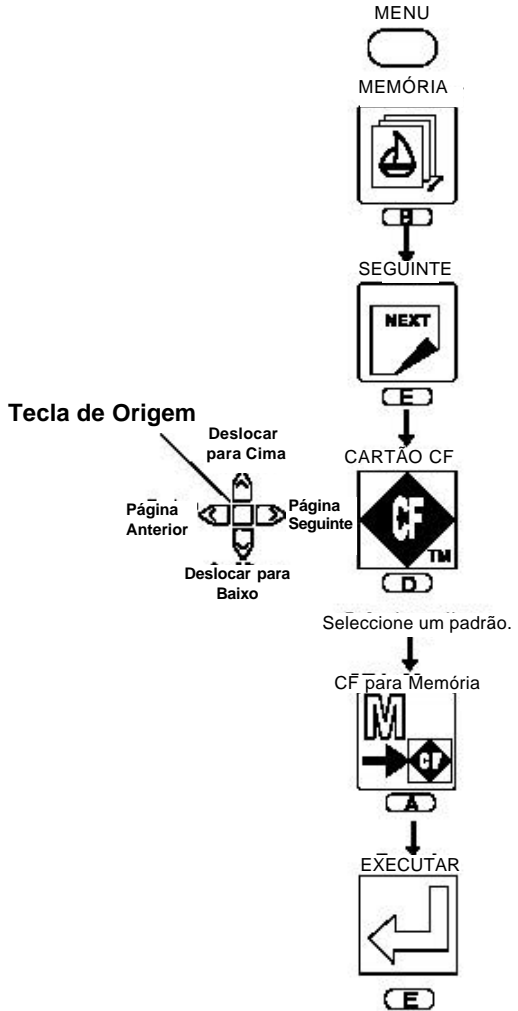 MENU
MEMÓRIA
B
SEGUINTE
NEXT
E
Tecla de Origem
Deslocar
para Cima
Página
Anterior
Página
Seguinte
Deslocar para
Baixo
CARTÃO CF
CF
TM
D
Seleccione um padrão.
CF para Memória
M
CF
A
EXECUTAR
E